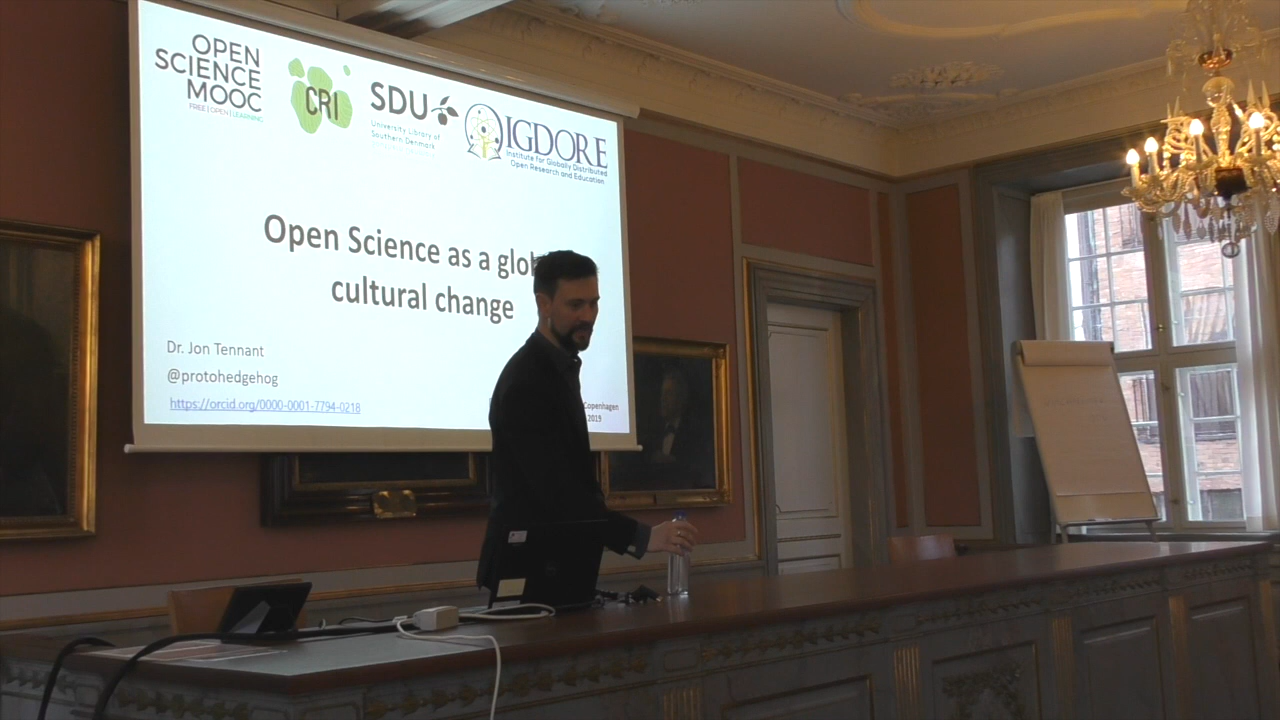 OPEN
SCIENCE
MOOC
FREE | OPEN | LEARNING
CRI
SDU
University Library of
Southern Denmark
IGDORE
Institute for Globally Distributed
Open Research and Education
Open Science as a glo
cultural change
Dr. Jon Tennant
@protohedgehog
https://orcid.org/0000-0001-7794-0218
Copenhagen
2019